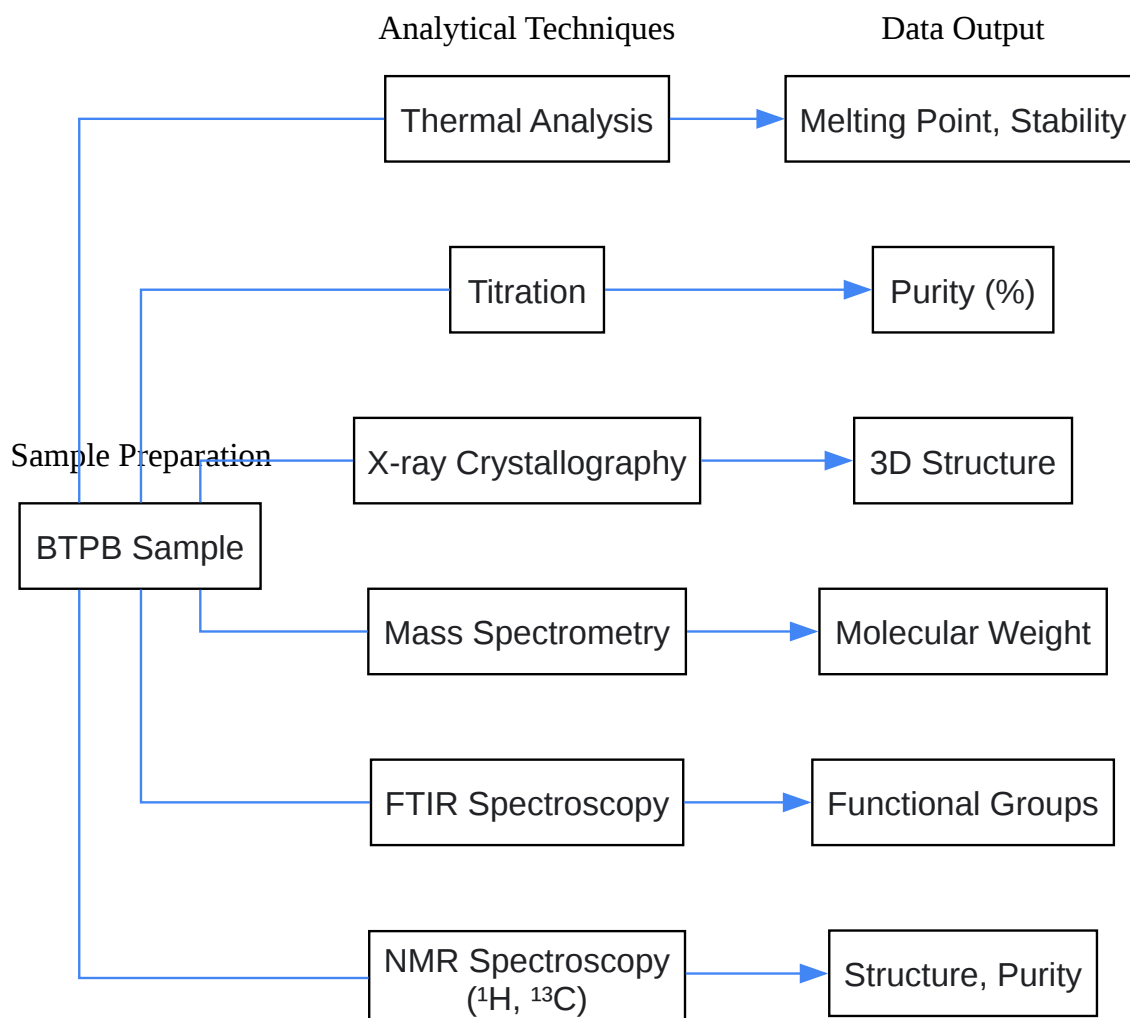 Analytical Techniques
Data Output
Thermal Analysis
Melting Point, Stability
Titration
Purity (%)
Sample Preparation
X-ray Crystallography
3D Structure
BTPB Sample
Mass Spectrometry
Molecular Weight
FTIR Spectroscopy
Functional Groups
NMR Spectroscopy
(¹H, ¹³C)
Structure, Purity